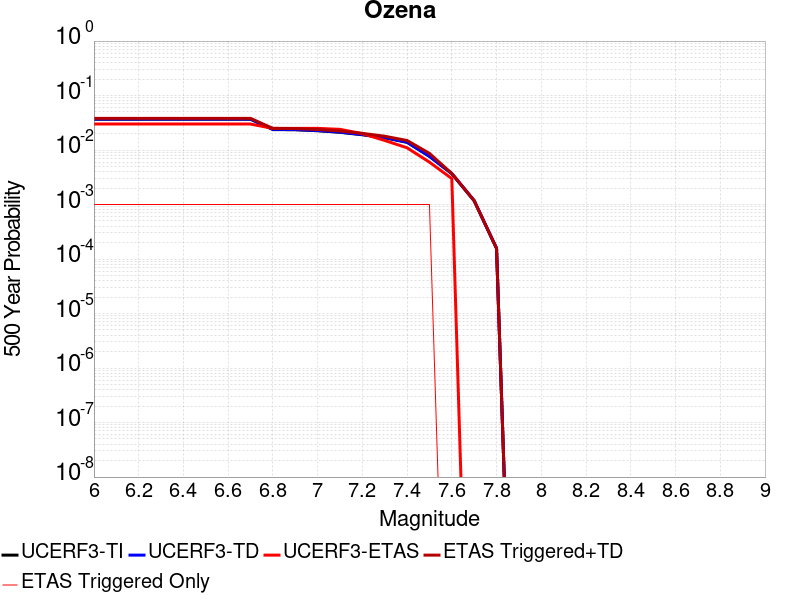 Ozena
10^0
10^-1
10^-2
10^-3
10^-4
10^-5
10^-6
10^-7
10^-8
500 Year Probability
6 6.2 6.4 6.6 6.8 7 7.2 7.4 7.6 7.8 8 8.2 8.4 8.6 8.8 9
Magnitude
UCERF3-TI UCERF3-TD UCERF3-ETAS ETAS Triggered+TD
ETAS Triggered Only